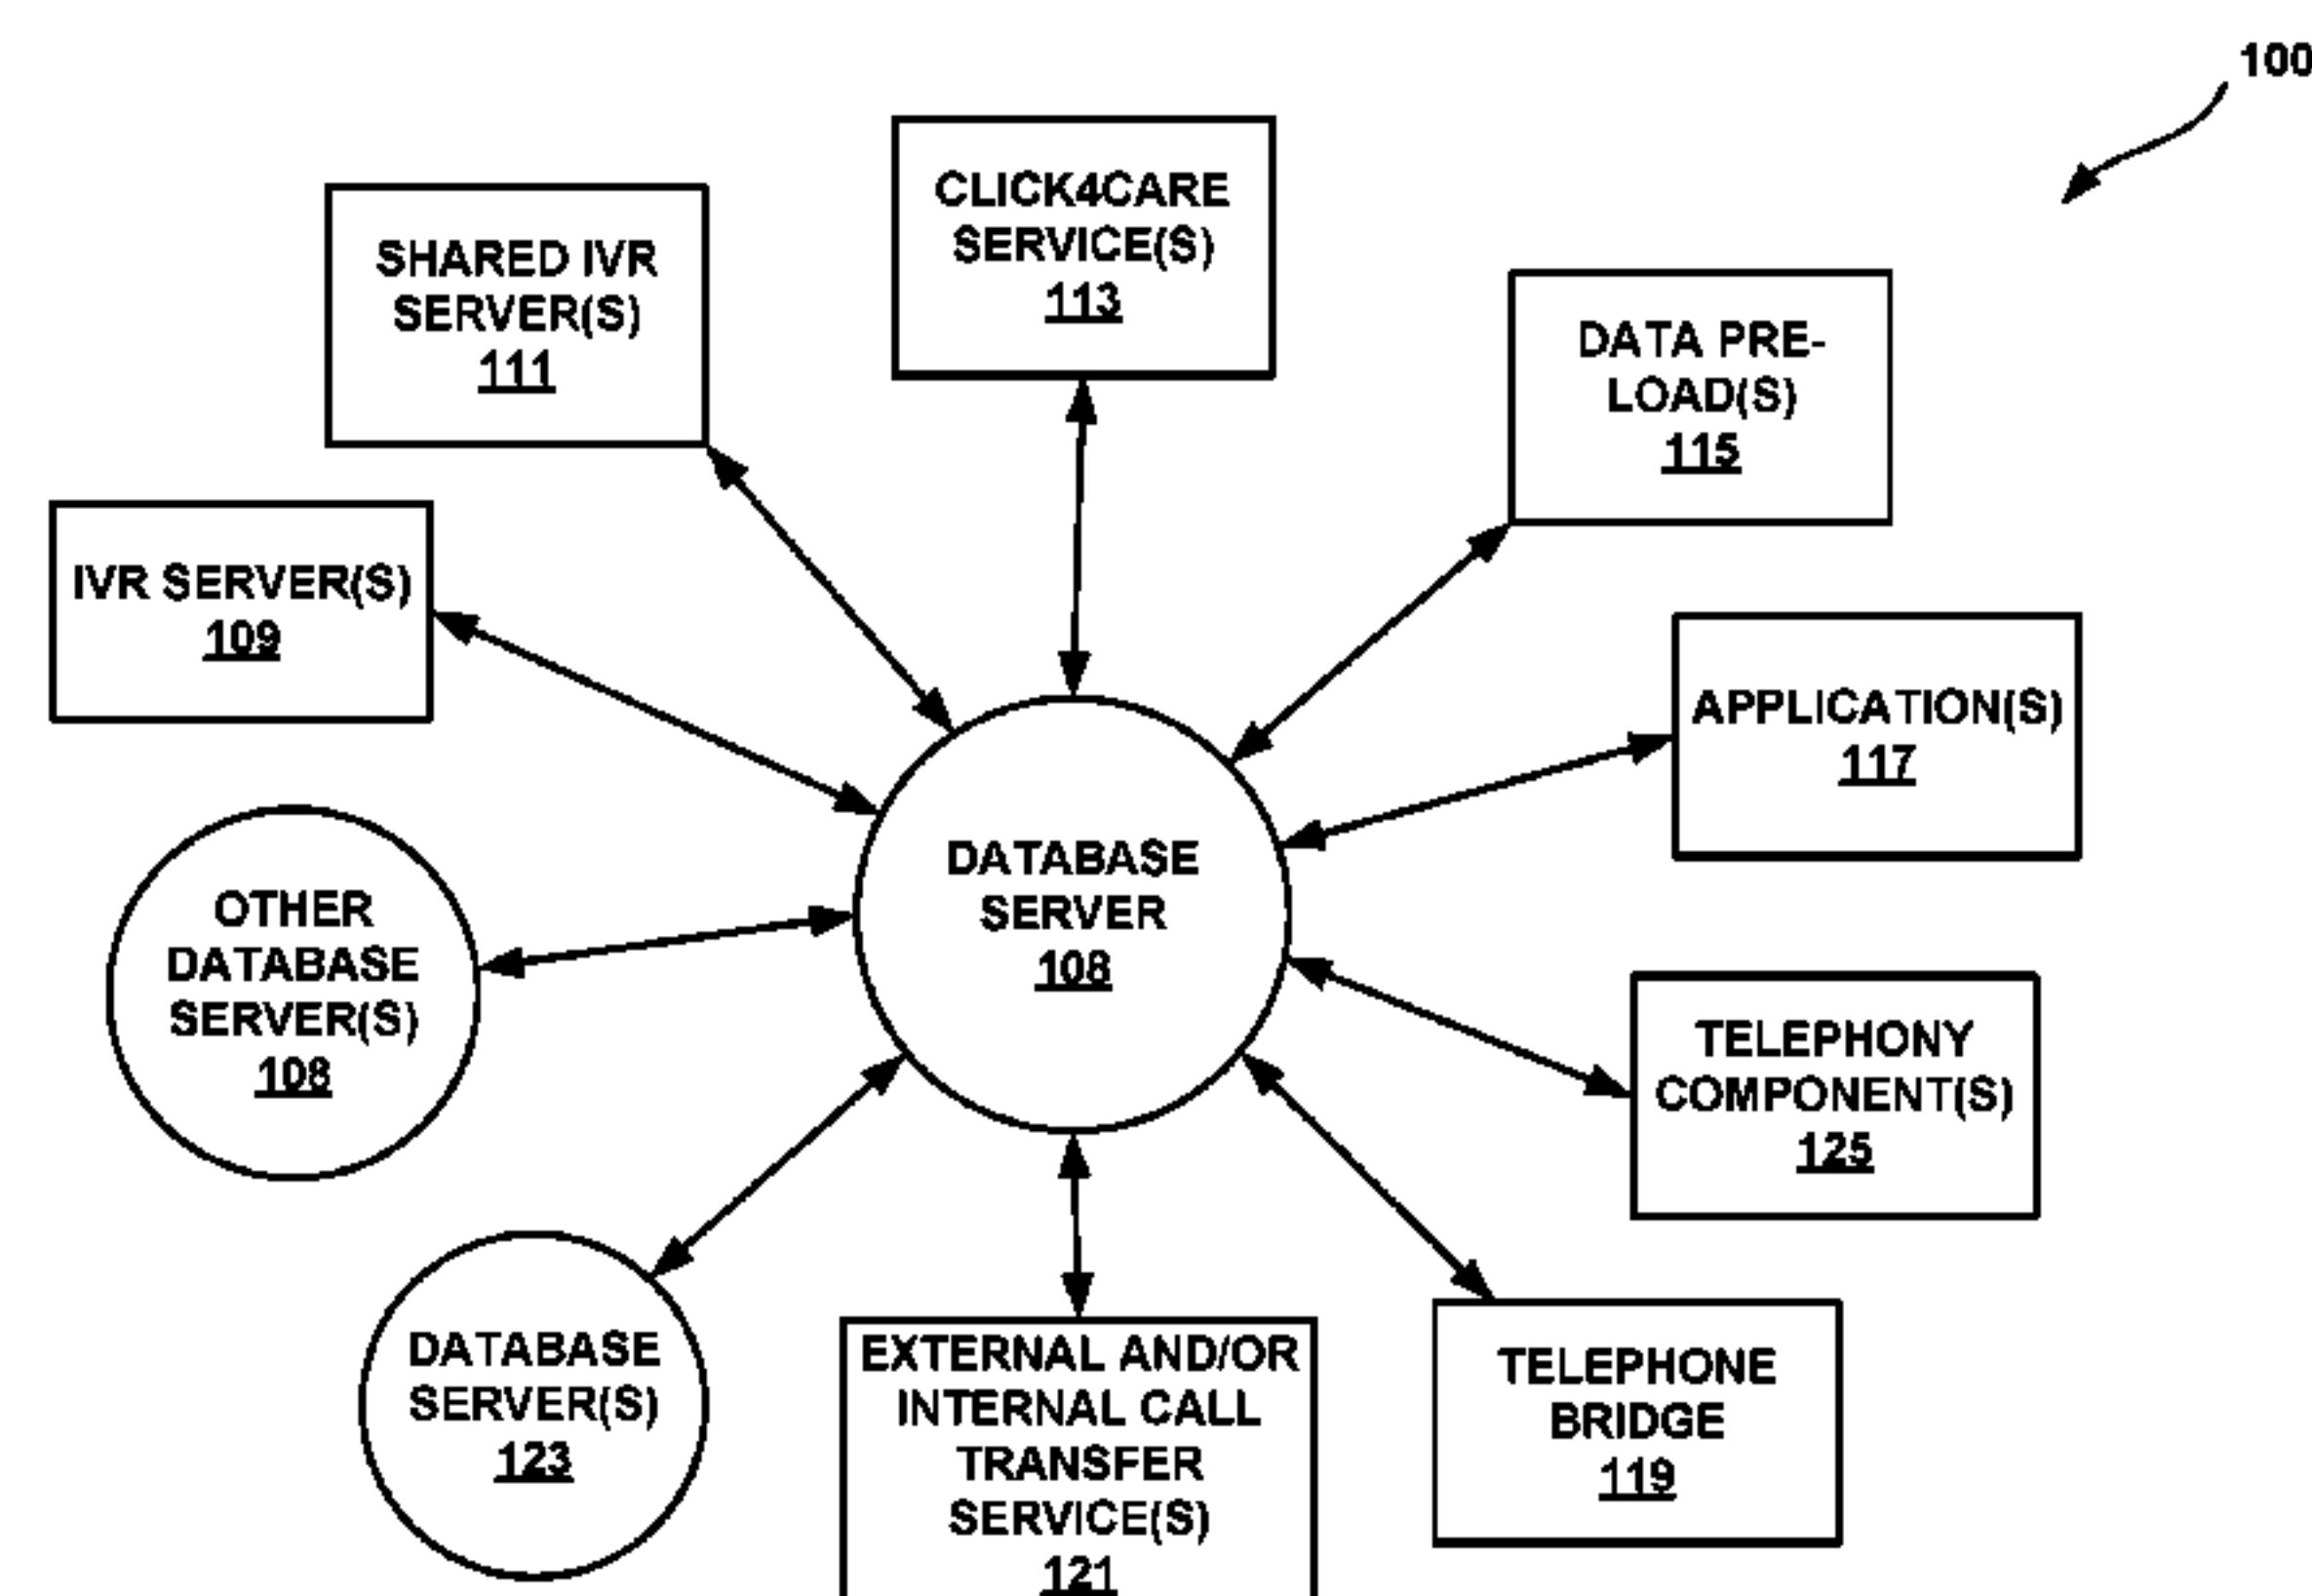 100
CLICK4CARE
SERVICE(S)
113
SHARED IVR
SERVER(S)
111
DATA PRE-
LOAD(S)
115
IVR SERVER(S)
109
APPLICATION(S)
117
DATABASE
SERVER
108
OTHER
DATABASE
SERVER(S)
108
TELEPHONY
COMPONENT(S)
125
DATABASE
SERVER(S)
123
EXTERNAL AND/OR
INTERNAL CALL
TRANSFER
SERVICE(S)
121
TELEPHONE
BRIDGE
119